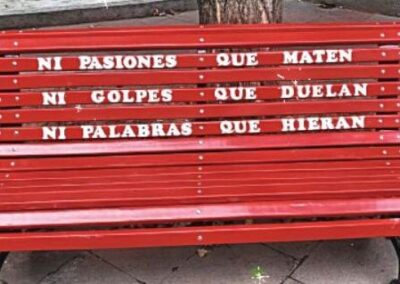 NI PASIONES QUE MATEN
NI GOLPES QUE DUELAN
NI PALABRAS QUE HIERAN